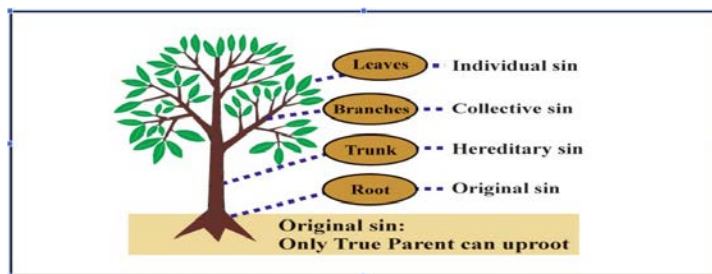 Leaves Individual sin
Branches Collective sin
Trunk Hereditary sin
Root Original sin
Original sin:
Only True Parent can uproot